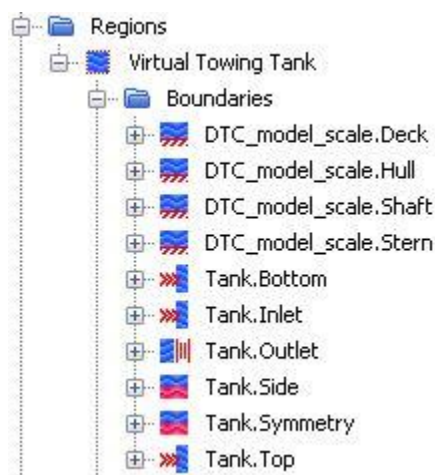 Regions
Virtual Towing Tank
Boundaries
DTC_model_scale.Deck
DTC_model_scale.Hull
DTC_model_scale.Shaft
DTC_model_scale.Stern
Tank.Bottom
Tank.Inlet
Tank.Outlet
Tank.Side
Tank.Symmetry
Tank.Top